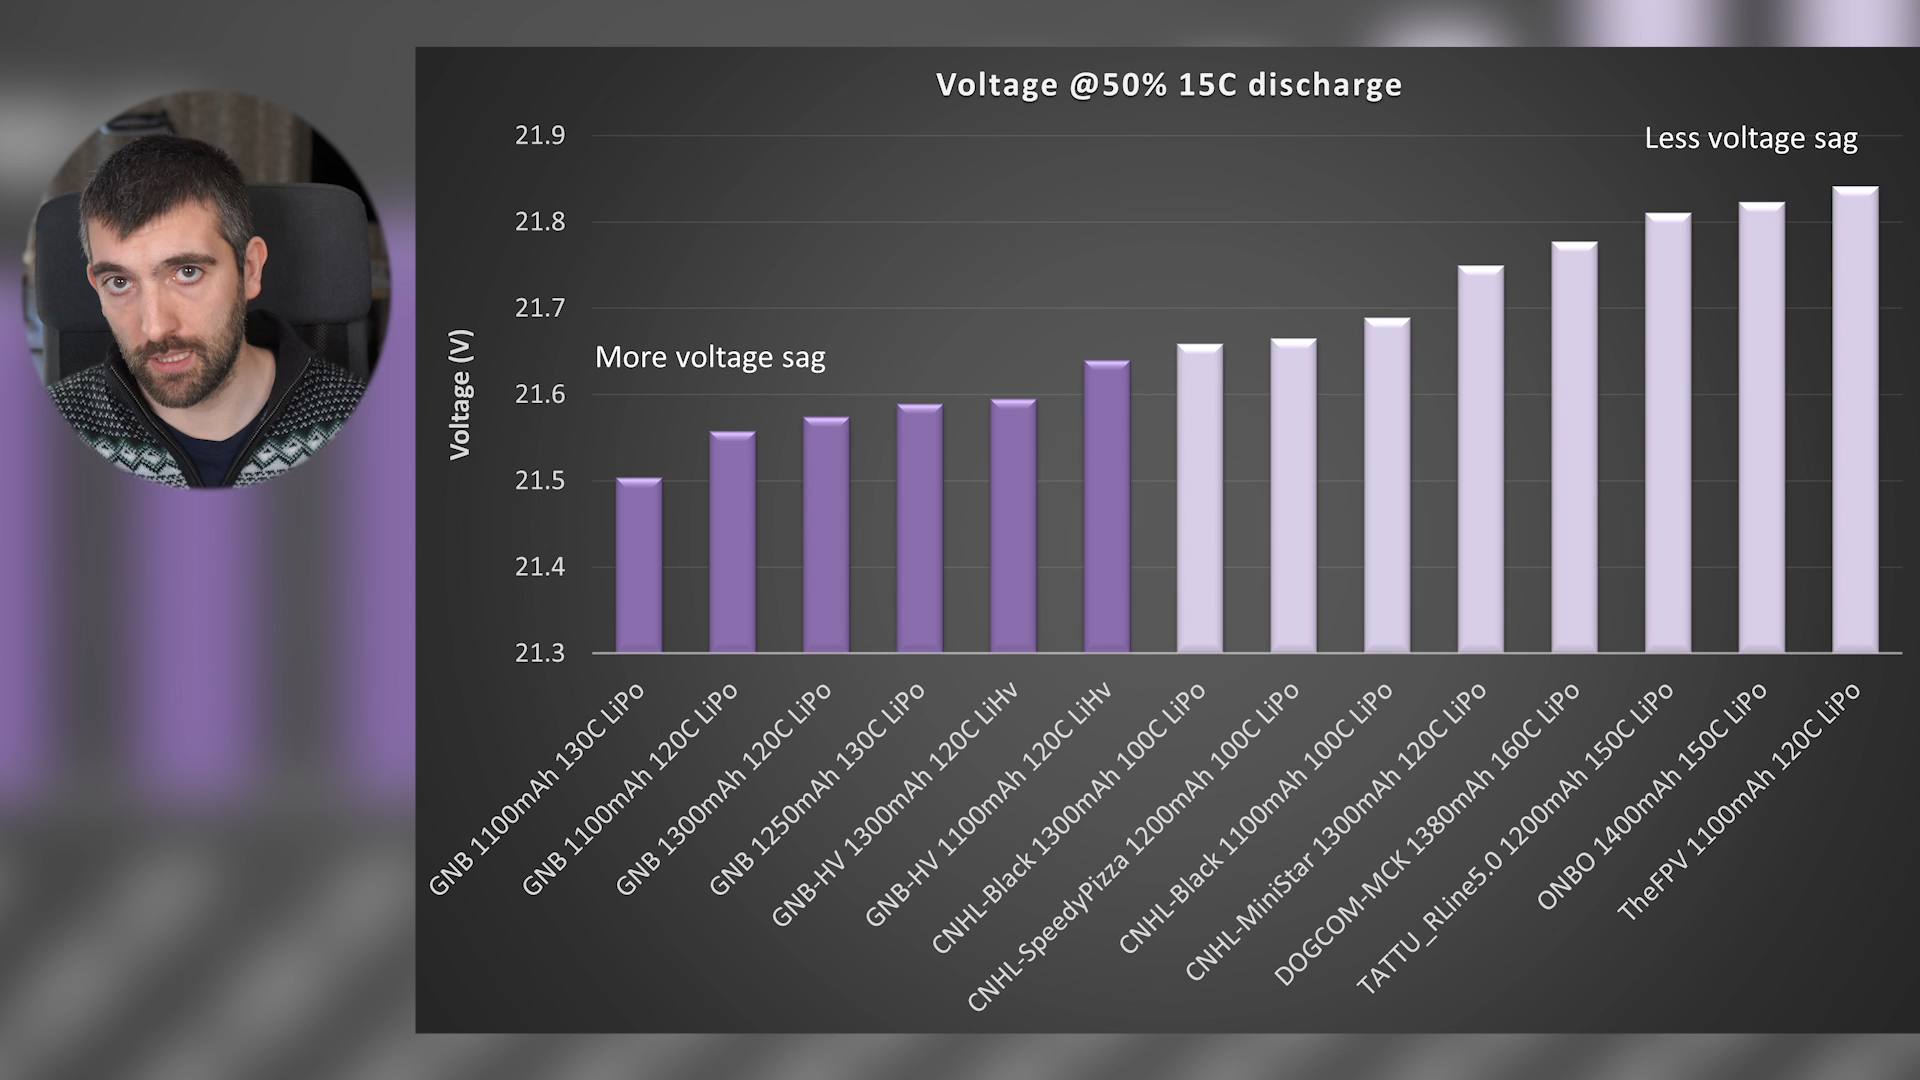 Voltage @50% 15C discharge
Less voltage sag
More voltage sag
Voltage (V)
21.9
21.8
21.7
21.6
21.5
21.4
21.3
GNB 1100mAh 130C LiPo
GNB 1100mAh 120C LiPo
GNB 1300mAh 120C LiPo
GNB 1250mAh 130C LiPo
GNB-HV 1300mAh 120C LiHv
GNB-HV 1100mAh 120C LiHv
CNHL-Black 1300mAh 100C LiPo
CNHL-SpeedyPizza 1200mAh 100C LiPo
CNHL-Black 1100mAh 100C LiPo
CNHL-MiniStar 1300mAh 120C LiPo
DOGCOM-MCK 1380mAh 160C LiPo
TATTU_RLine5.0 1200mAh 150C LiPo
ONBO 1400mAh 150C LiPo
TheFPV 1100mAh 120C LiPo